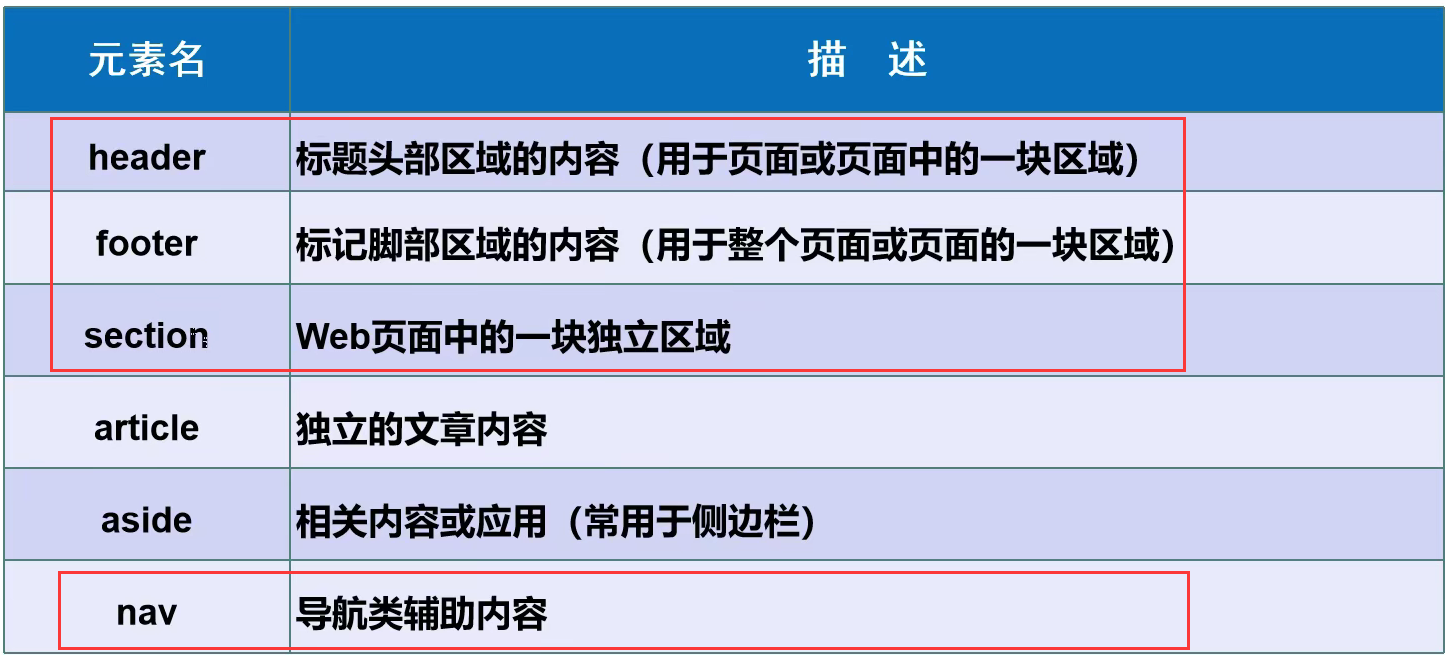 元素名 描 述
header 标题头部区域的内容（用于页面或页面中的一块区域）
footer 标记脚部区域的内容（用于整个页面或页面的一块区域）
section Web页面中的一块独立区域
article 独立的文章内容
aside 相关内容或应用（常用于侧边栏）
nav 导航类辅助内容